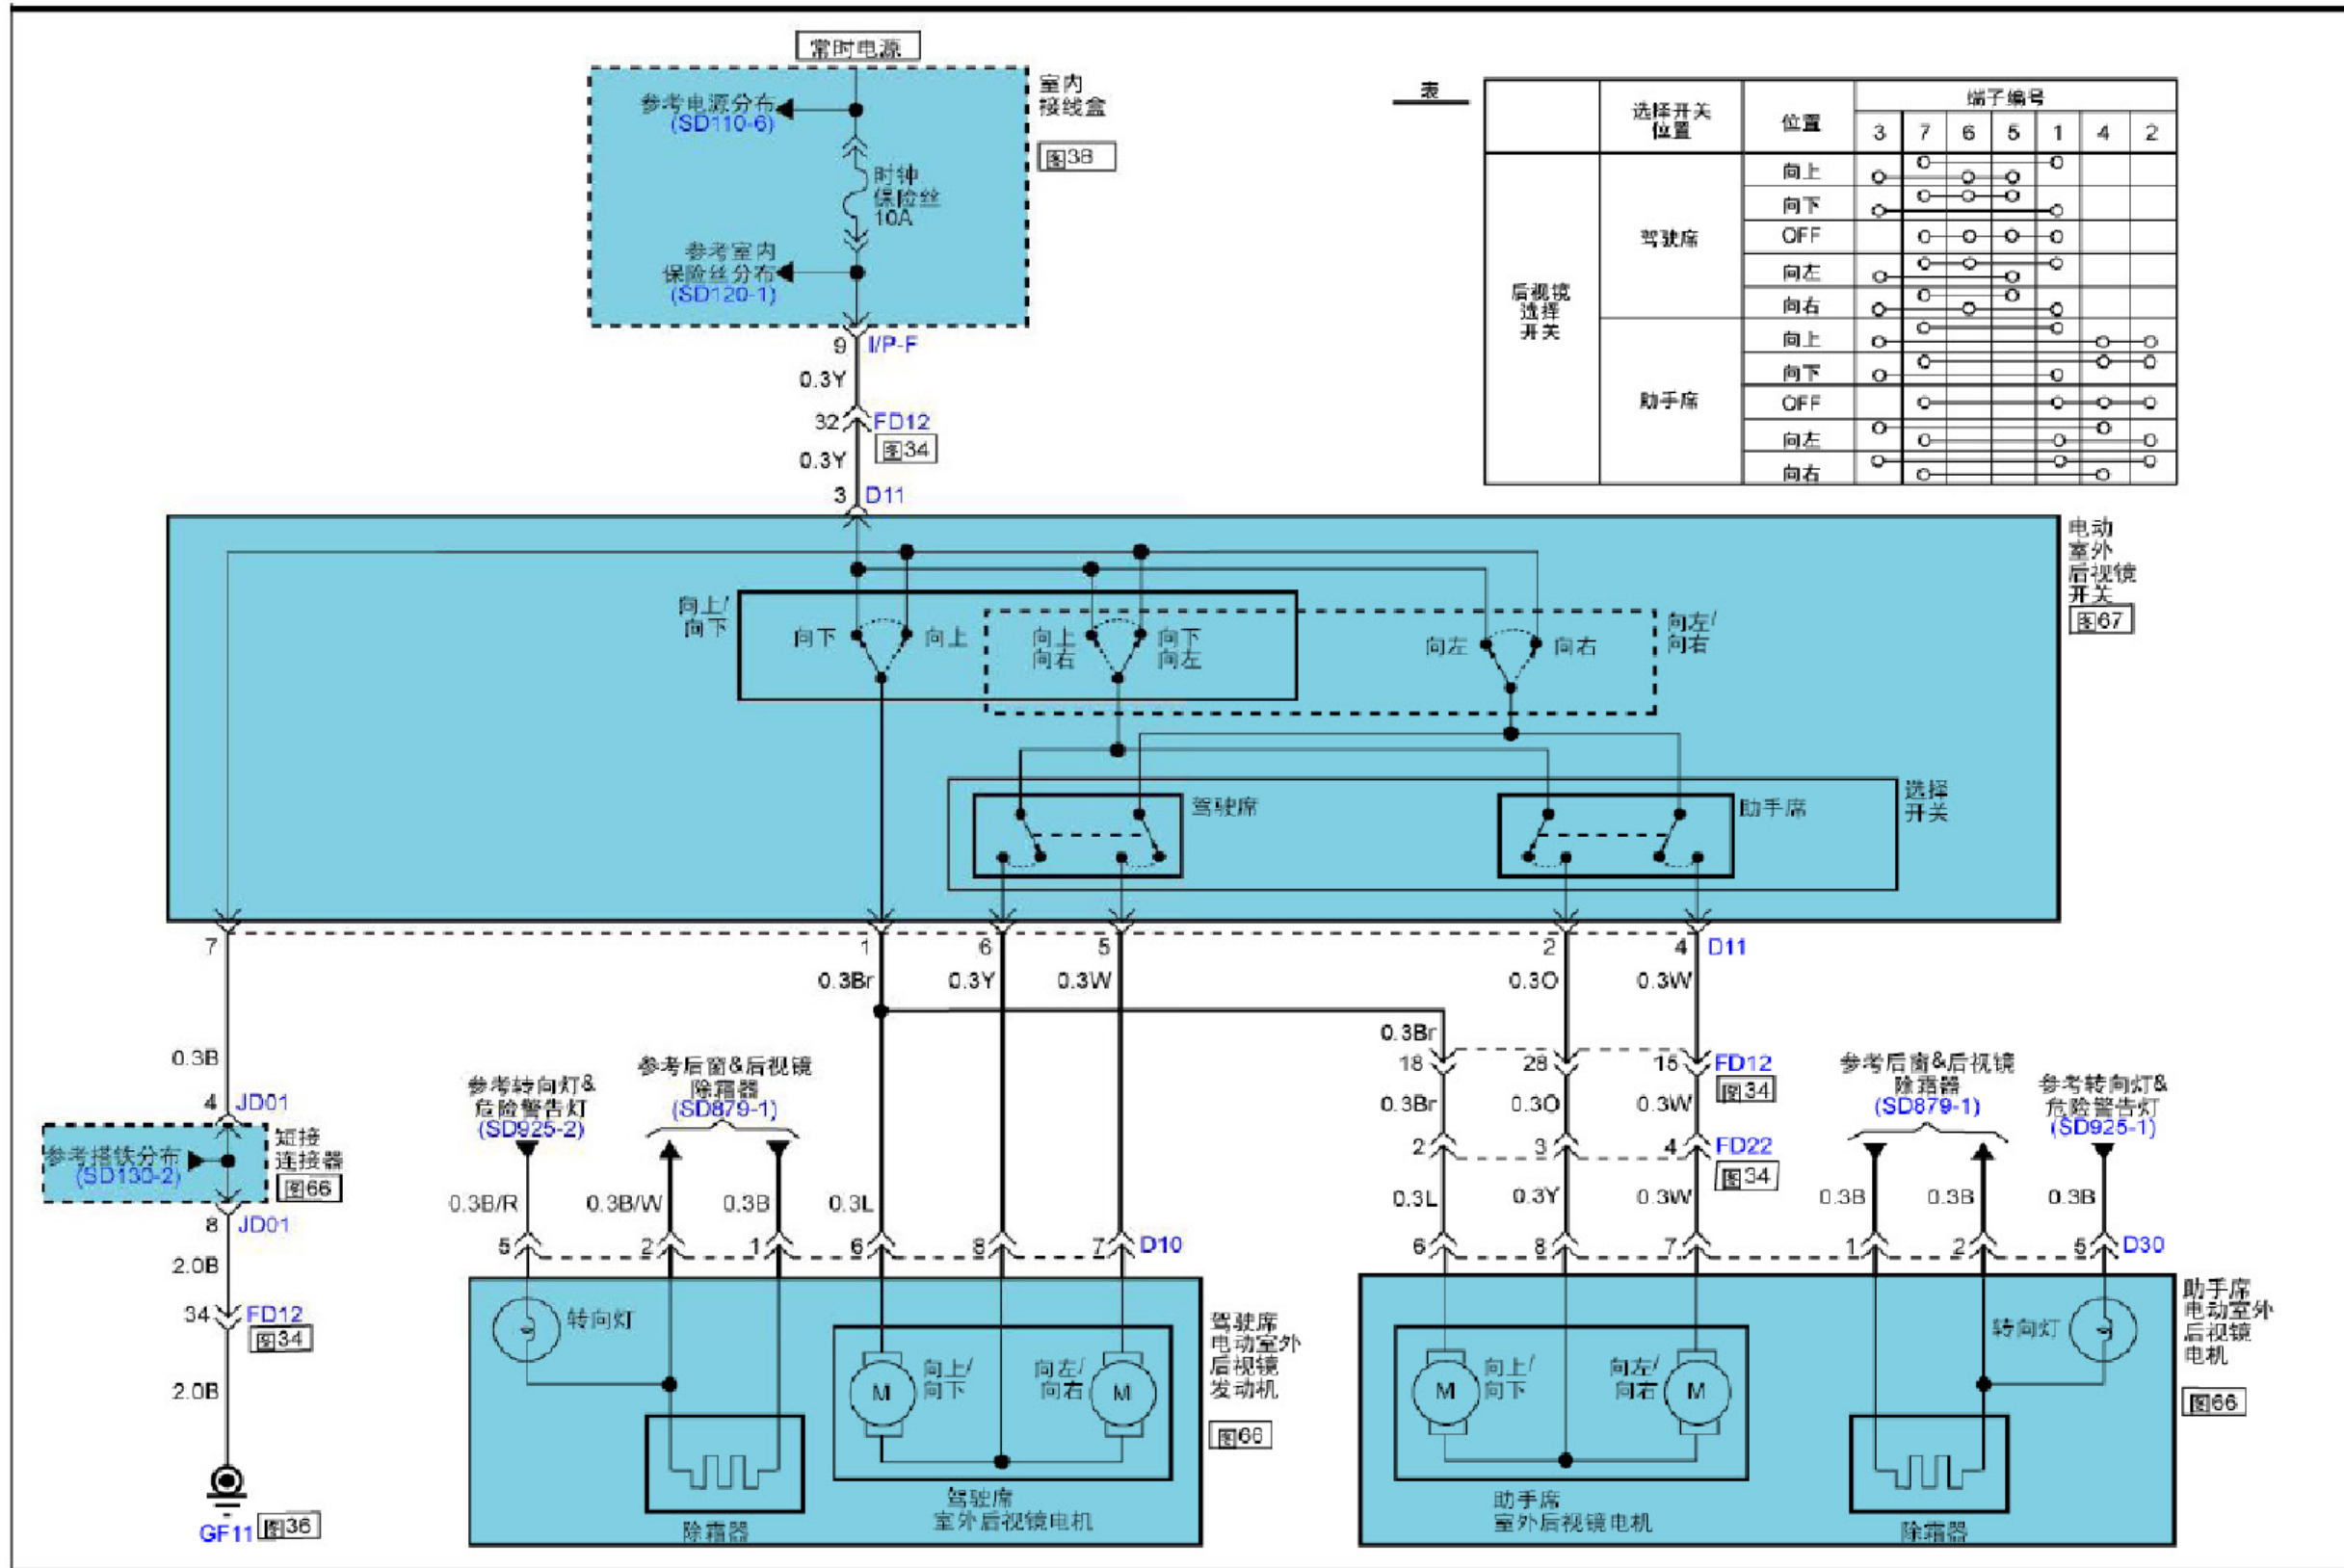 常时电源
参考电源分布
(SD110-6)
室内
接线盒
图38
时钟
保险丝
10A
参考室内
保险丝分布
(SD120-1)
9 I/P-F
0.3Y
32 FD12
图34
0.3Y
3 D11
表
选择开关
位置
位置
端子编号
3 7 6 5 1 4 2
后视镜
选择
开关
驾驶席
向上
向下
OFF
向左
向右
助手席
向上
向下
OFF
向左
向右
电动
室外
后视镜
开关
图67
向上/
向下
向下 向上
向上
向右
向下
向左
向左 向右
向左/
向右
驾驶席
助手席
选择
开关
7 1 6 5 2 4 D11
0.3Br 0.3Y 0.3W 0.3O 0.3W
0.3B
4 JD01
参考搭铁分布
(SD130-2)
短接
连接器
图66
8 JD01
2.0B
34 FD12
图34
2.0B
GF11 图36
参考转向灯&
危险警告灯
(SD925-2)
参考后窗&后视镜
除霜器
(SD879-1)
0.3B/R 0.3B/W 0.3B 0.3L
5 2 1 6 8 7 D10
转向灯
除霜器
M
向上/
向下
向左/
向右
M
驾驶席
室外后视镜电机
驾驶席
电动室外
后视镜
发动机
图66
0.3Br
18 28 15 FD12
图34
0.3Br 0.3O 0.3W
2 3 4 FD22
图34
0.3L 0.3Y 0.3W
参考后窗&后视镜
除霜器
(SD879-1)
参考转向灯&
危险警告灯
(SD925-1)
0.3B 0.3B 0.3B
6 8 7 1 2 5 D30
M
向上/
向下
向左/
向右
M
助手席
室外后视镜电机
转向灯
除霜器
助手席
电动室外
后视镜
电机
图66